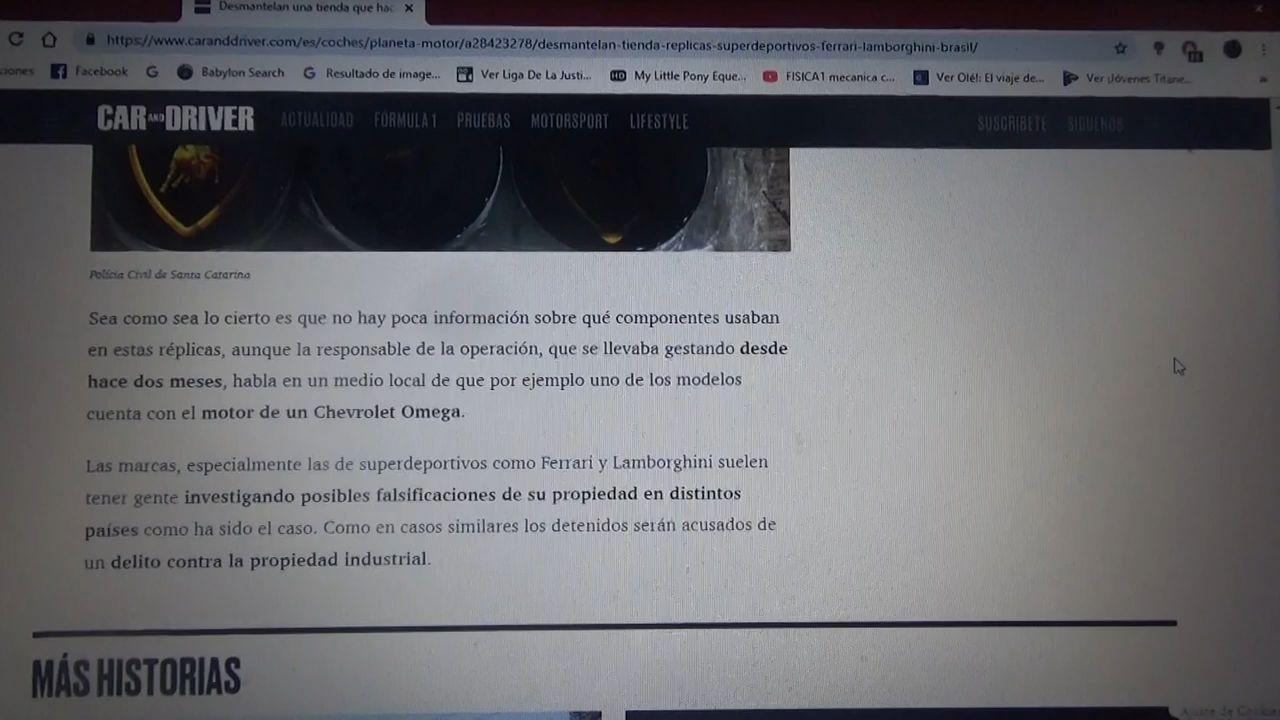 Desmantelan una tienda que hac
https://www.caranddriver.com/es/coches/planeta-motor/a28423278/desmantelan-tienda-replicas-superdeportivos-ferrari-lamborghini-brasil/
ciones Facebook Babylon Search Resultado de image... Ver Liga De La Justi... My Little Pony Eque... FISICA1 mecanica c... Ver Olé!: El viaje de... Ver ¡Jóvenes Titane...
CAR AND DRIVER ACTUALIDAD FÓRMULA 1 PRUEBAS MOTORSPORT LIFESTYLE SUSCRÍBETE SÍGUENOS
Polícia Civil de Santa Catarina
Sea como sea lo cierto es que no hay poca información sobre qué componentes usaban
en estas réplicas, aunque la responsable de la operación, que se llevaba gestando desde
hace dos meses, habla en un medio local de que por ejemplo uno de los modelos
cuenta con el motor de un Chevrolet Omega.
Las marcas, especialmente las de superdeportivos como Ferrari y Lamborghini suelen
tener gente investigando posibles falsificaciones de su propiedad en distintos
países como ha sido el caso. Como en casos similares los detenidos serán acusados de
un delito contra la propiedad industrial.
MÁS HISTORIAS